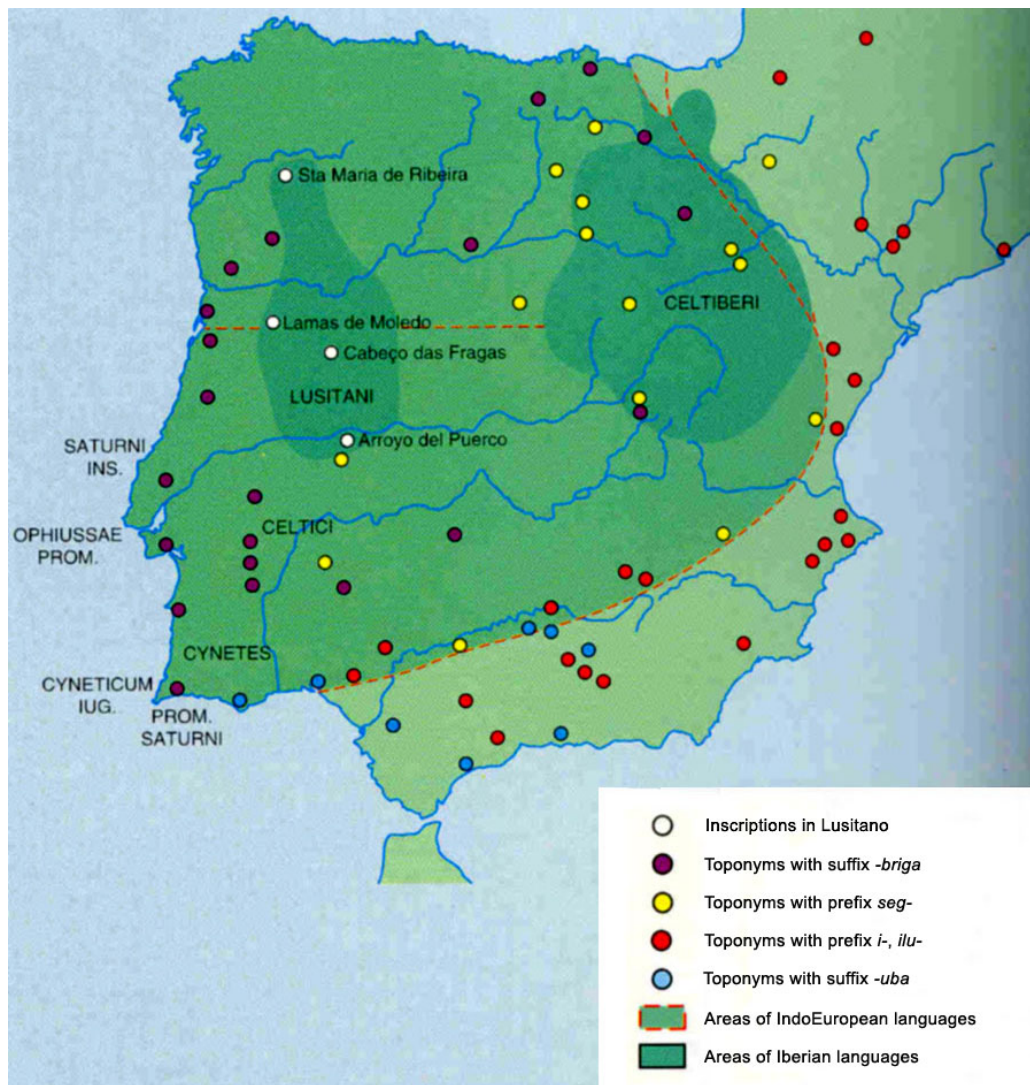 Sta Maria de Ribeira
CELTIBERI
Lamas de Moledo
Cabeço das Fragas
LUSITANI
Arroyo del Puerco
SATURNI
INS.
CELTICI
OPHIUSSAE
PROM.
CYNETES
CYNETICUM
IUG.
PROM.
SATURNI
Inscriptions in Lusitano
Toponyms with suffix -briga
Toponyms with prefix seg-
Toponyms with prefix i-, ilu-
Toponyms with suffix -uba
Areas of IndoEuropean languages
Areas of Iberian languages